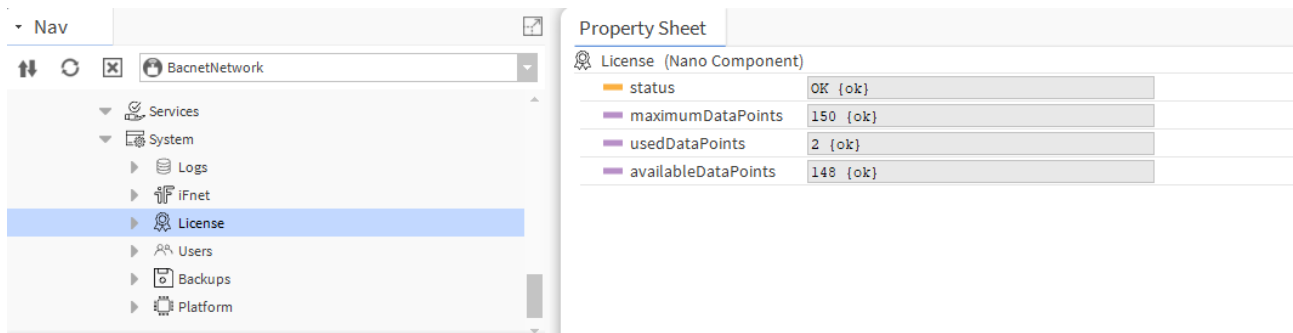 Nav
BacnetNetwork
Services
System
Logs
iFnet
License
Users
Backups
Platform
Property Sheet
License (Nano Component)
status OK {ok}
maximumDataPoints 150 {ok}
usedDataPoints 2 {ok}
availableDataPoints 148 {ok}